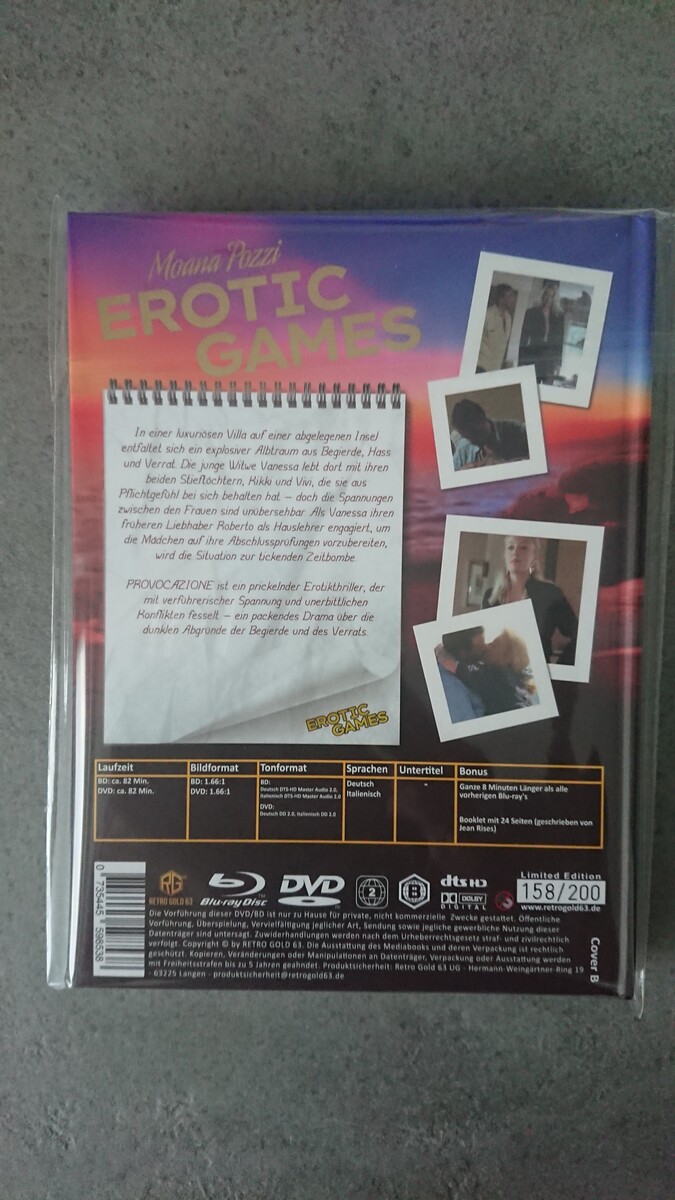 Moana Pozzi
EROTIC
GAMES
In einer luxuriösen Villa auf einer abgelegenen Insel
entfaltet sich ein explosiver Albtraum aus Begierde, Hass
und Verrat. Die junge Witwe Vanessa lebt dort mit ihren
beiden Stieftöchtern, Kikki und Vivi, die sie aus
Pflichtgefühl bei sich behalten hat – doch die Spannungen
zwischen den Frauen sind unübersehbar. Als Vanessa ihren
früheren Liebhaber Roberto als Hauslehrer engagiert, um
die Mädchen auf ihre Abschlussprüfungen vorzubereiten,
wird die Situation zur tickenden Zeitbombe.
PROVOCAZIONE ist ein prickelnder Erotikthriller, der
mit verführerischer Spannung und unerbittlichen
Konflikten fesselt – ein packendes Drama über die
dunklen Abgründe der Begierde und des Verrats.
EROTIC
GAMES
Laufzeit
BD: ca. 82 Min.
DVD: ca. 82 Min.
Bildformat
BD: 1.66:1
DVD: 1.66:1
Tonformat
BD:
Deutsch DTS-HD Master Audio 2.0,
Italienisch DTS-HD Master Audio 2.0
DVD:
Deutsch DD 2.0, Italienisch DD 2.0
Sprachen
Deutsch
Italienisch
Untertitel
-
Bonus
Ganze 8 Minuten Länger als alle
vorherigen Blu-ray's
Booklet mit 24 Seiten (geschrieben von
Jean Rises)
0 735445 598538
RG
RETRO GOLD 63
Blu-ray Disc™
DVD
2
B
dts HD
DOLBY
DIGITAL
Limited Edition
158/200
www.retrogold63.de
Die Vorführung dieser DVD/BD ist nur zu Hause für private, nicht kommerzielle Zwecke gestattet. Öffentliche
Vorführung, Überspielung, Vervielfältigung jeglicher Art, Sendung sowie jegliche gewerbliche Nutzung dieser
Datenträger sind untersagt. Zuwiderhandlungen werden nach dem Urheberrechtsgesetz straf- und zivilrechtlich
verfolgt. Copyright © by RETRO GOLD 63. Die Ausstattung des Mediabooks und deren Verpackung ist rechtlich
geschützt. Kopieren, Veränderungen oder Manipulationen an Datenträger, Verpackung oder Ausstattung werden
mit Freiheitsstrafen bis zu 5 Jahren geahndet. Produktsicherheit: Retro Gold 63 UG - Hermann-Weingärtner-Ring 19
- 63225 Langen - produktsicherheit@retrogold63.de
Cover B